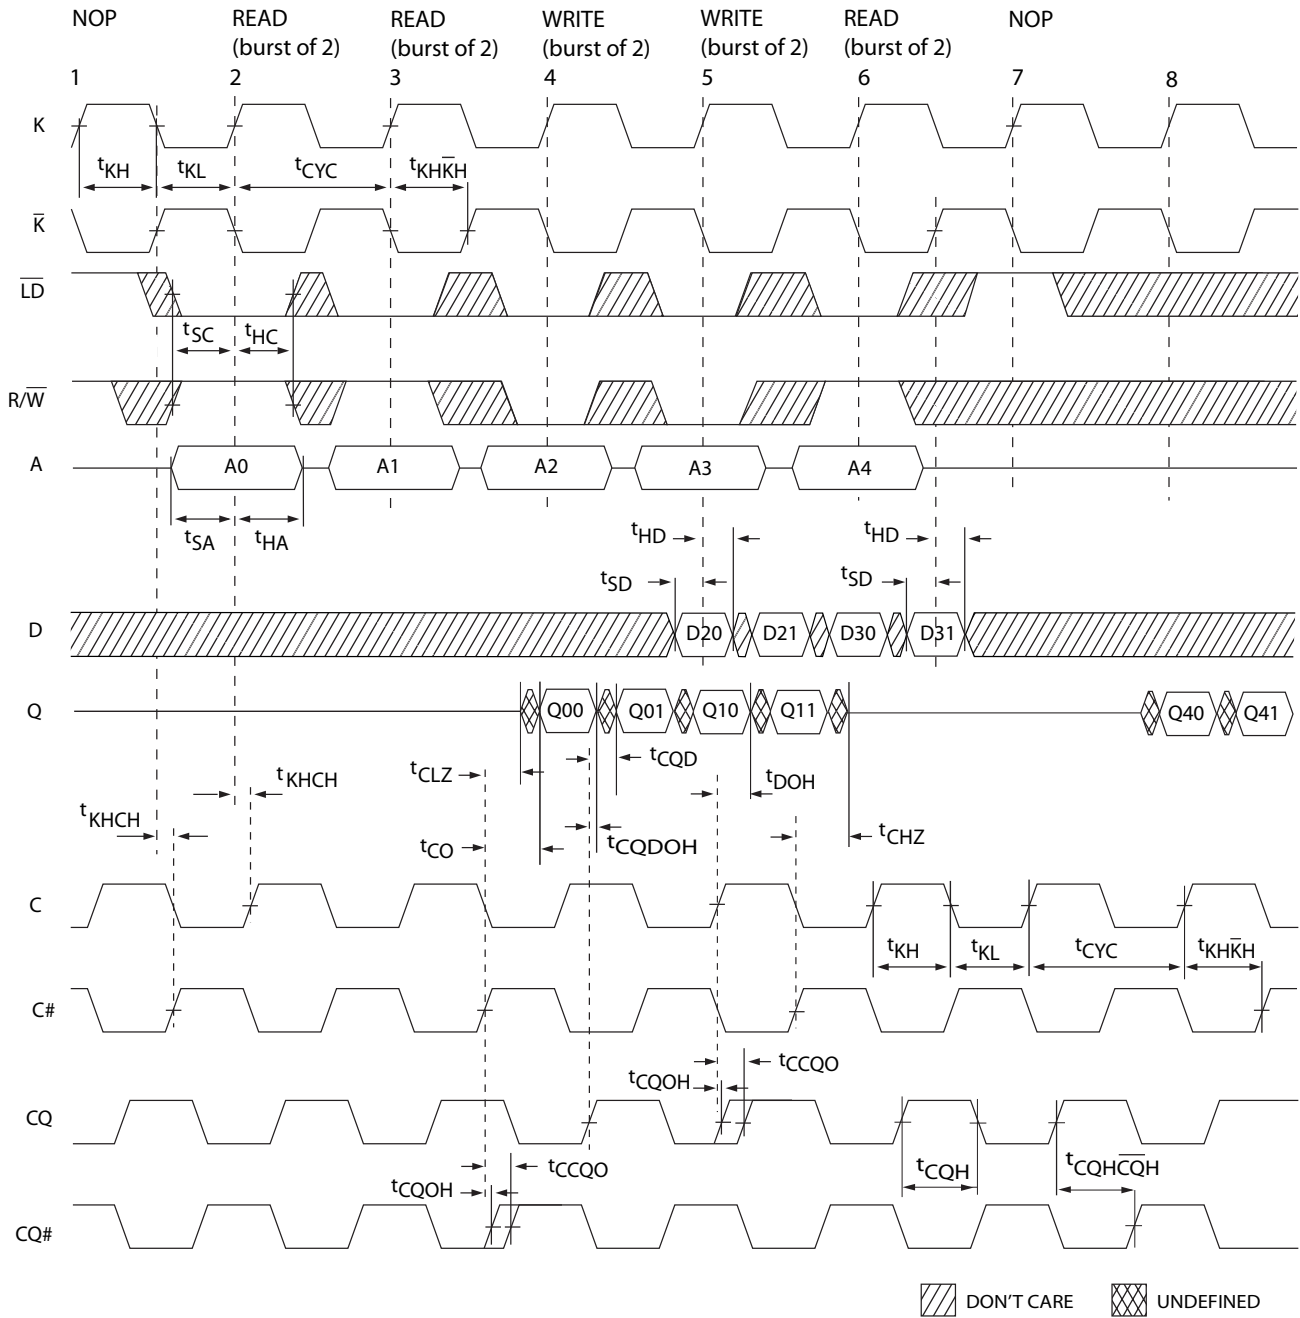 NOP READ READ WRITE WRITE READ NOP
(burst of 2) (burst of 2) (burst of 2) (burst of 2) (burst of 2)
1 2 3 4 5 6 7 8
K
tKH tKL tCYC tKHK̅H
K̅
L̅D̅
tSC tHC
R/W̅
A A0 A1 A2 A3 A4
tSA tHA tHD tHD
tSD tSD
D D20 D21 D30 D31
Q Q00 Q01 Q10 Q11 Q40 Q41
tCLZ tCQD
tKHCH tDOH
tKHCH tCO tCQDOH tCHZ
C
tKH tKL tCYC tKHK̅H
C#
tCQOH tCCQO
CQ
tCQOH tCCQO tCQH tCQHC̅Q̅H
CQ#
DON'T CARE UNDEFINED